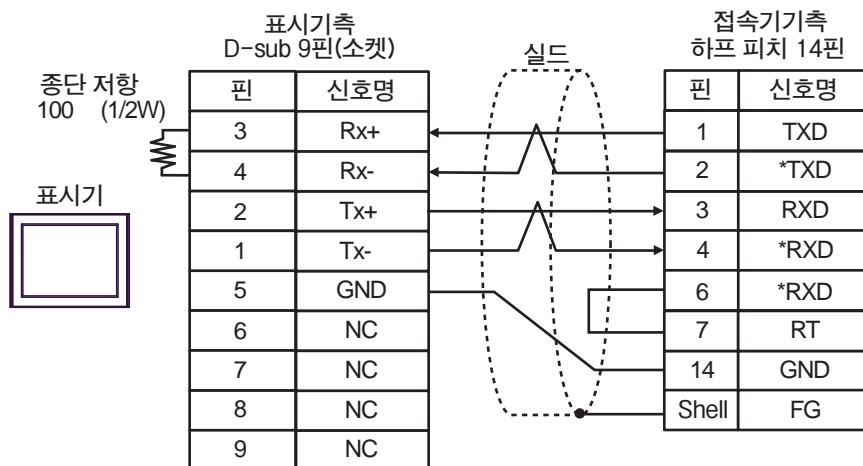 표시기측
D-sub 9핀(소켓)
접속기기측
하프 피치 14핀
실드
종단 저항
100 (1/2W)
표시기
핀 신호명
3 Rx+
4 Rx-
2 Tx+
1 Tx-
5 GND
6 NC
7 NC
8 NC
9 NC
핀 신호명
1 TXD
2 *TXD
3 RXD
4 *RXD
6 *RXD
7 RT
14 GND
Shell FG